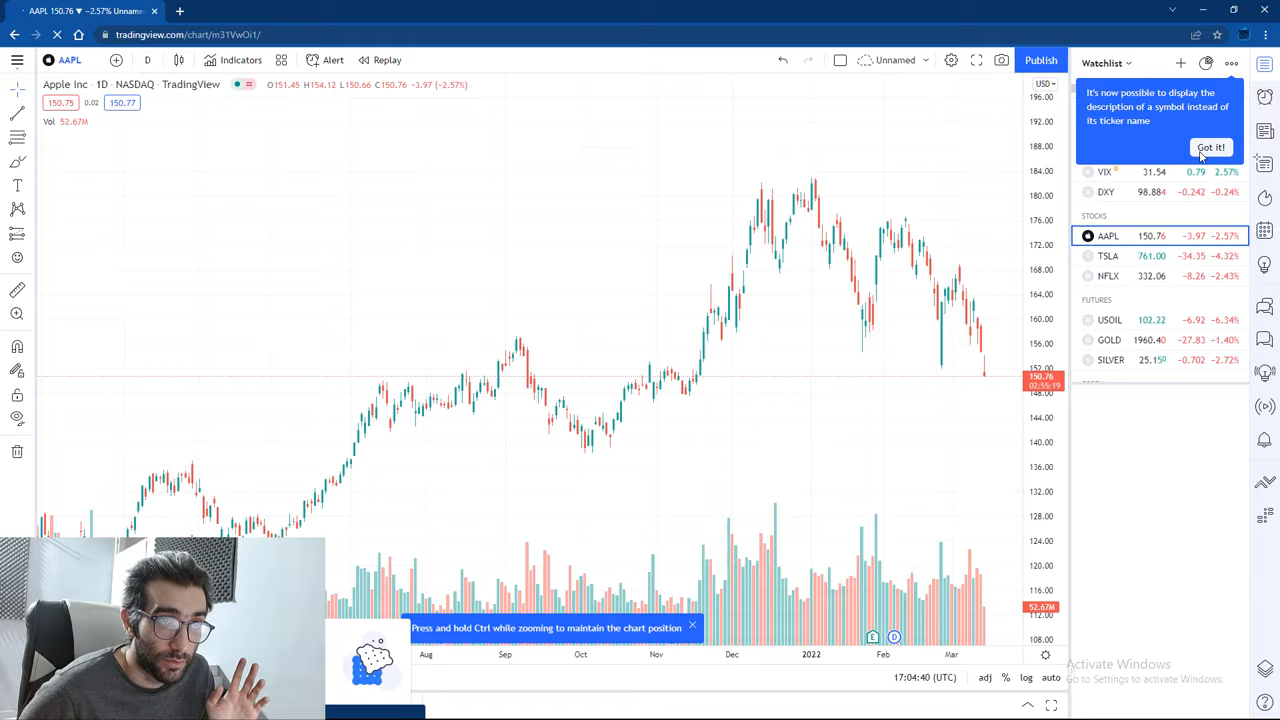 AAPL 150.76 ▼ −2.57% Unname
tradingview.com/chart/m31VwOi1/
AAPL
D
Indicators
Alert
Replay
Unnamed
Publish
Watchlist
Apple Inc · 1D · NASDAQ · TradingView
O151.45 H154.12 L150.66 C150.76 −3.97 (−2.57%)
150.75 0.02 150.77
Vol 52.67M
USD
196.00
192.00
188.00
184.00
180.00
176.00
172.00
168.00
164.00
160.00
156.00
152.00
150.76
02:55:19
148.00
144.00
140.00
136.00
132.00
128.00
124.00
120.00
116.00
112.00
52.67M
108.00
It's now possible to display the
description of a symbol instead of
its ticker name
Got it!
VIX D 31.54 0.79 2.57%
DXY 98.884 −0.242 −0.24%
STOCKS
AAPL 150.76 −3.97 −2.57%
TSLA 761.00 −34.35 −4.32%
NFLX 332.06 −8.26 −2.43%
FUTURES
USOIL 102.22 −6.92 −6.34%
GOLD 1960.40 −27.83 −1.40%
SILVER 25.150 −0.702 −2.72%
Press and hold Ctrl while zooming to maintain the chart position
E D
Aug Sep Oct Nov Dec 2022 Feb Mar
17:04:40 (UTC) adj % log auto
Activate Windows
Go to Settings to activate Windows.